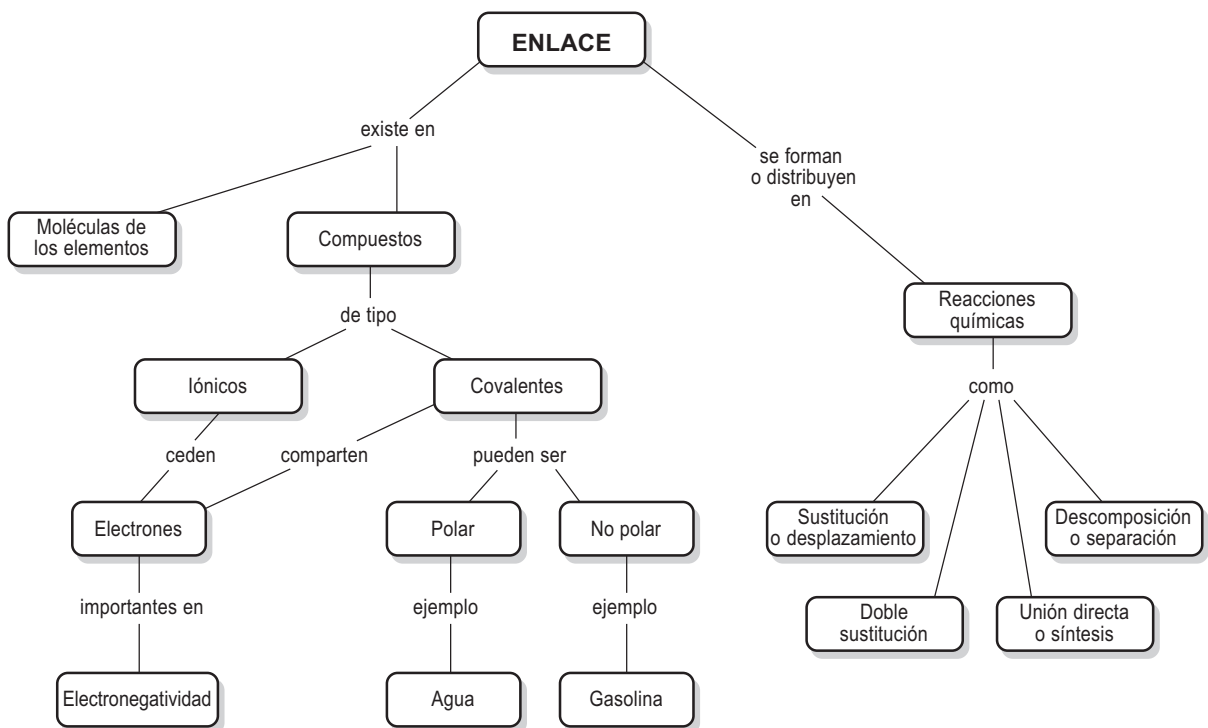 ENLACE
existe en
se forman
o distribuyen
en
Moléculas de
los elementos
Compuestos
Reacciones
químicas
de tipo
Iónicos
Covalentes
como
ceden
comparten
pueden ser
Electrones
Polar
No polar
Sustitución
o desplazamiento
Descomposición
o separación
importantes en
ejemplo
ejemplo
Doble
sustitución
Unión directa
o síntesis
Electronegatividad
Agua
Gasolina